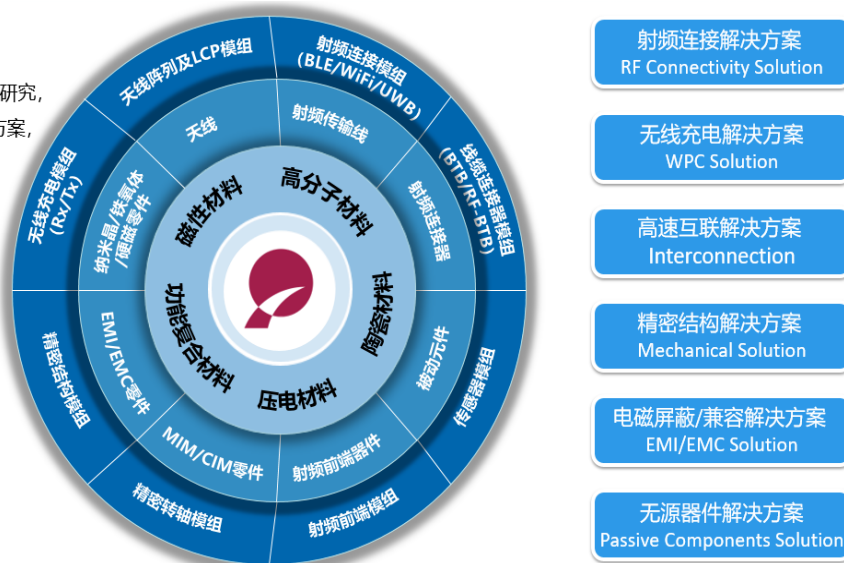 研究，
方案，
天线阵列及LCP模组
射频连接模组
(BLE/WiFi/UWB)
线缆连接器模组
(BTB/RF-BTB)
传感器模组
射频前端模组
精密转轴模组
精密结构模组
无线充电模组
(Rx/Tx)
天线
射频传输线
射频连接器
被动元件
射频前端器件
MIM/CIM零件
EMI/EMC零件
纳米晶/铁氧体
/硬磁零件
磁性材料
高分子材料
陶瓷材料
压电材料
功能复合材料
射频连接解决方案
RF Connectivity Solution
无线充电解决方案
WPC Solution
高速互联解决方案
Interconnection
精密结构解决方案
Mechanical Solution
电磁屏蔽/兼容解决方案
EMI/EMC Solution
无源器件解决方案
Passive Components Solution